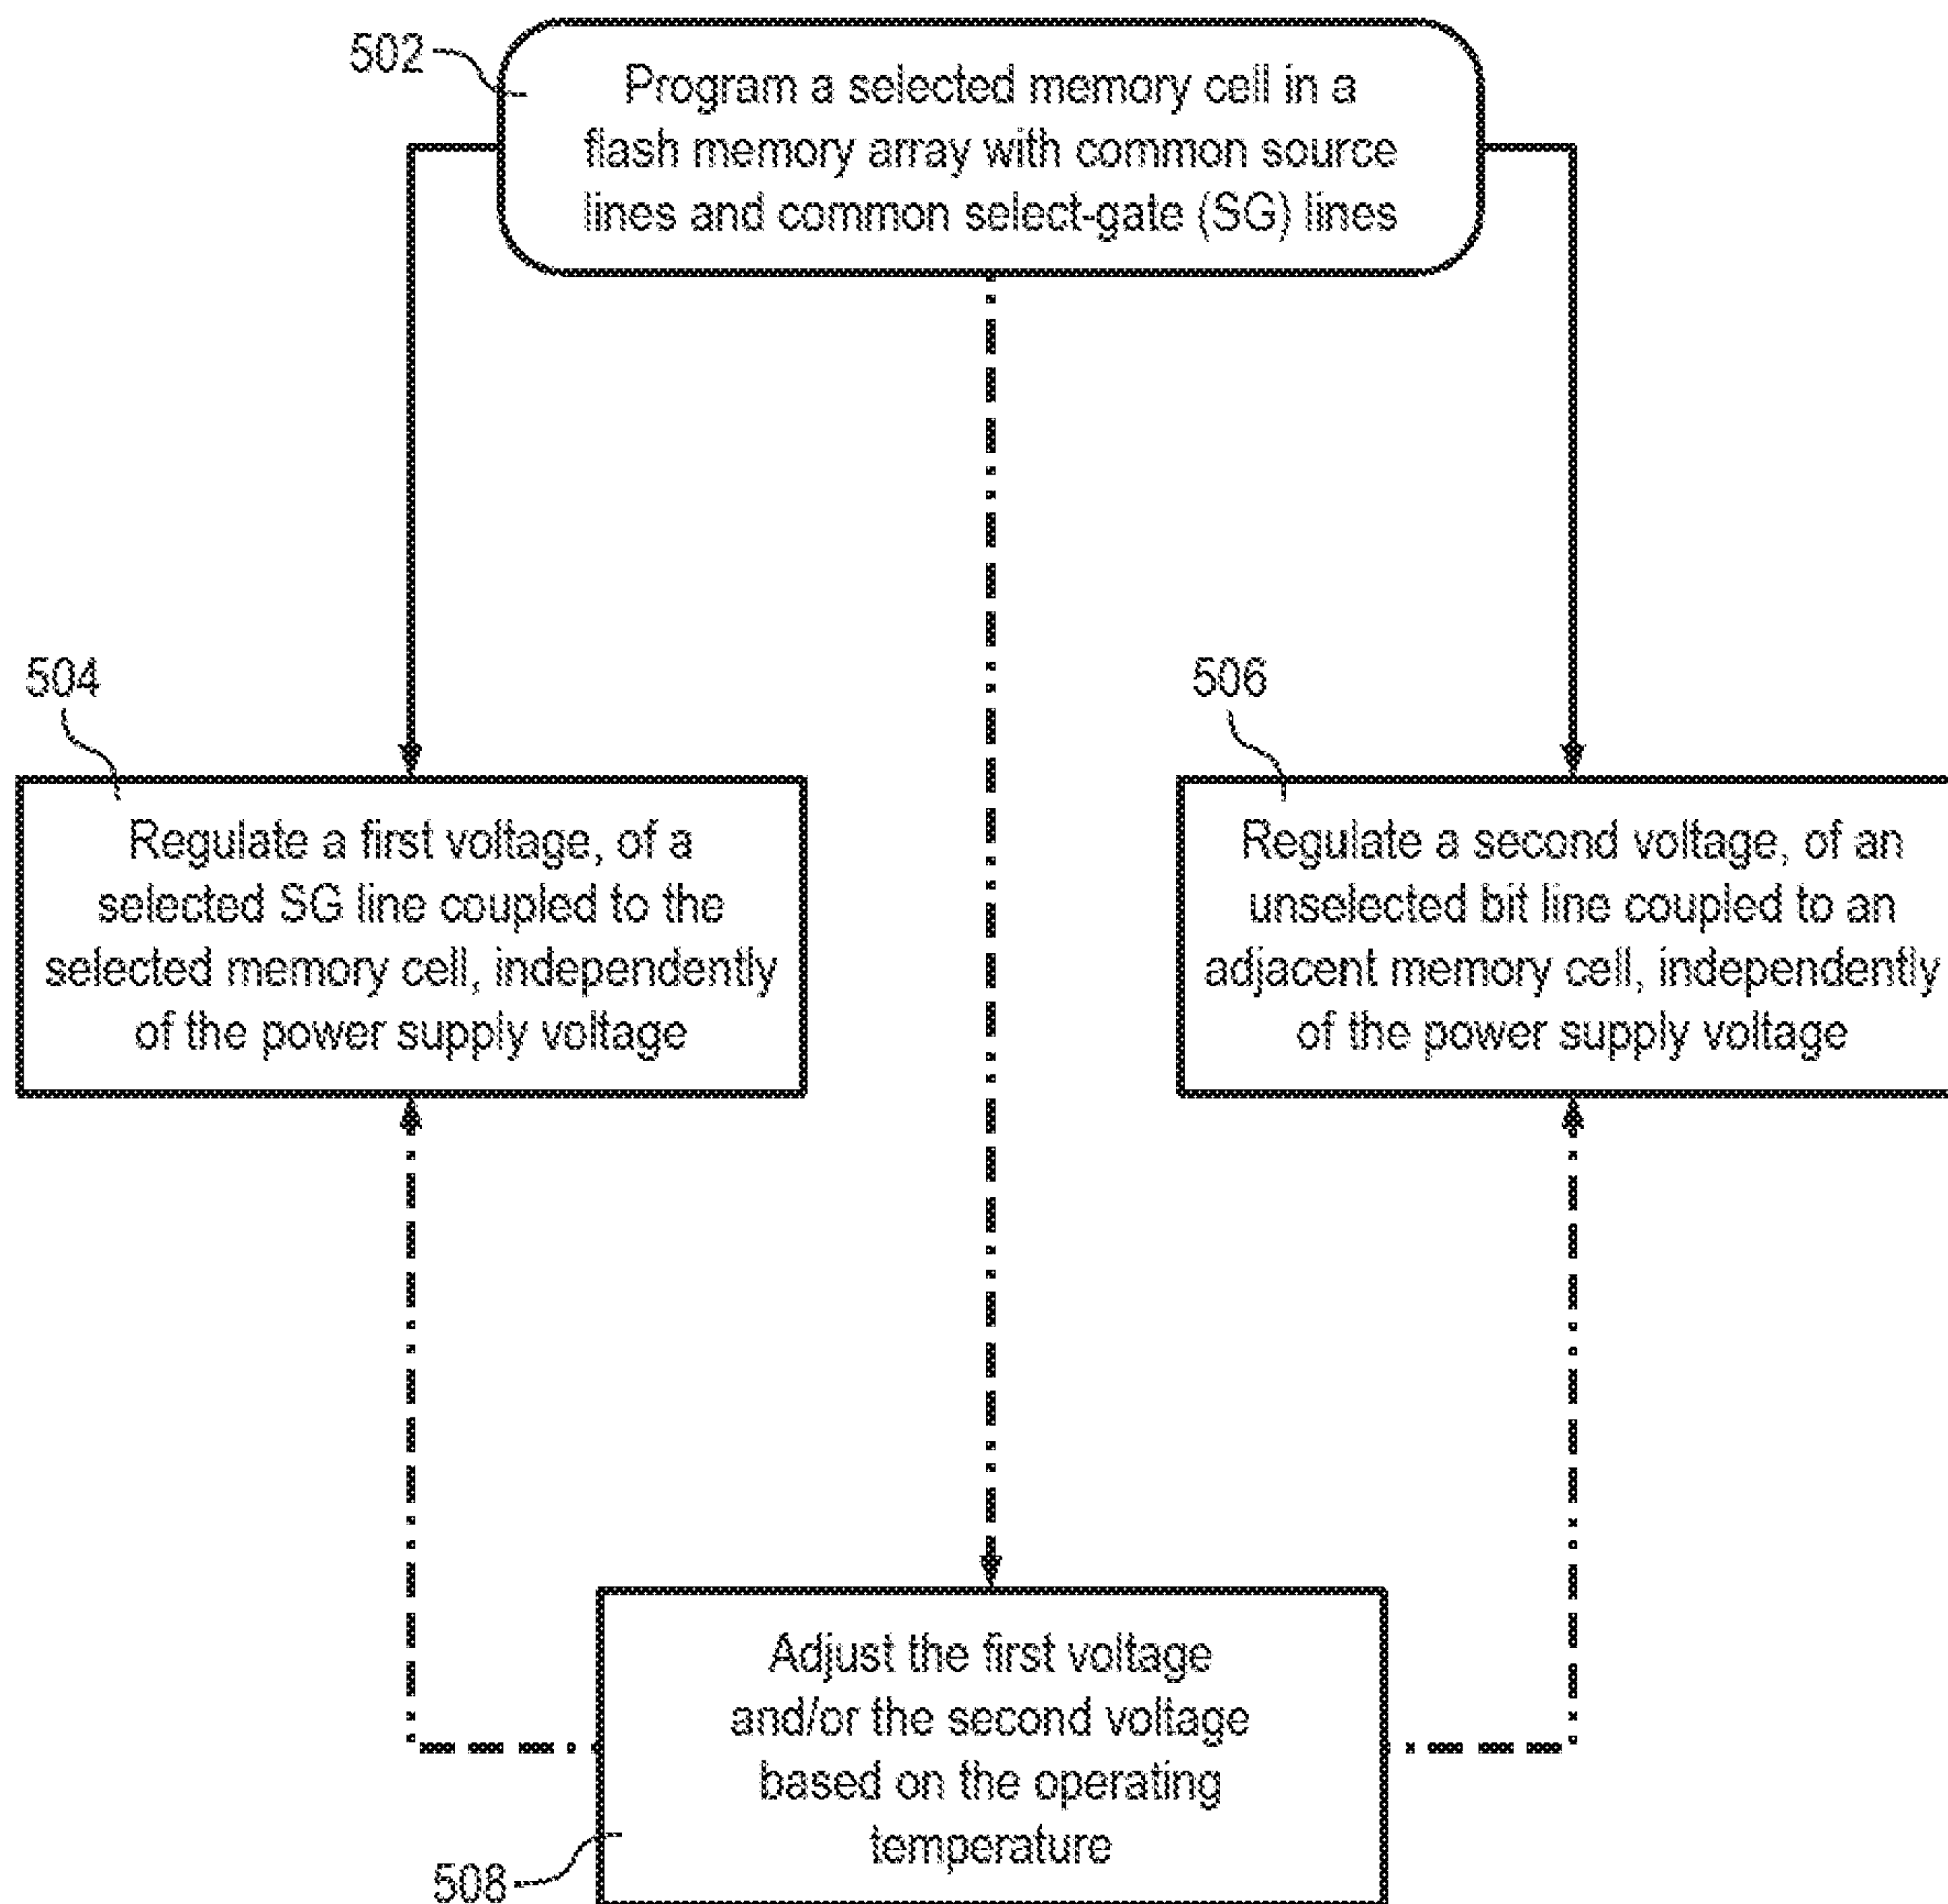 502
Program a selected memory cell in a
flash memory array with common source
lines and common select-gate (SG) lines
504
Regulate a first voltage, of a
selected SG line coupled to the
selected memory cell, independently
of the power supply voltage
506
Regulate a second voltage, of an
unselected bit line coupled to an
adjacent memory cell, independently
of the power supply voltage
Adjust the first voltage
and/or the second voltage
based on the operating
temperature
508